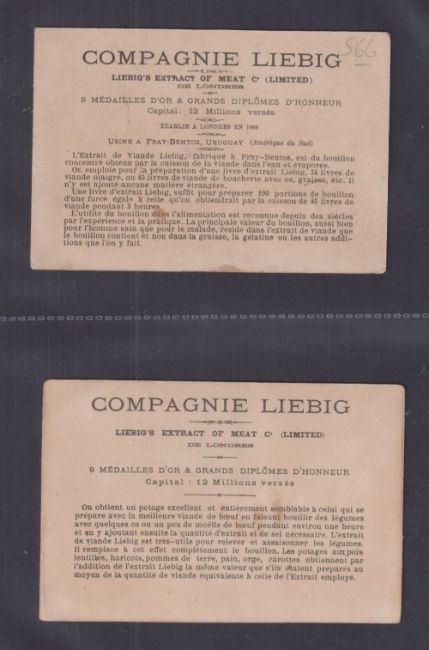 S66
COMPAGNIE LIEBIG
LIEBIG'S EXTRACT OF MEAT Cº (LIMITED)
DE LONDRES
9 MÉDAILLES D'OR & GRANDS DIPLÔMES D'HONNEUR
Capital: 12 Millions versés
ÉTABLIE A LONDRES EN 1866
USINE A FRAY-BENTOS, URUGUAY (Amérique du Sud)
L'Extrait de Viande Liebig, fabriqué à Fray-Bentos, est du bouillon
concentré obtenu par la cuisson de la viande dans l'eau et évaporée.
On emploie pour la préparation d'une livre d'extrait Liebig, 34 livres de
viande maigre, ou 45 livres de viande de boucherie avec os, graisse, etc. il
n'y est ajouté aucune matière étrangère.
Une livre d'extrait Liebig, suffit pour préparer 190 portions de bouillon
d'une force égale à celle qu'on obtiendrait par la cuisson de 45 livres de
viande pendant 3 heures.
L'utilité du bouillon dans l'alimentation est reconnue depuis des siècles
par l'expérience et la pratique. La principale valeur du bouillon, aussi bien
pour l'homme sain que pour le malade, réside dans l'extrait de viande que
le bouillon contient et non dans la graisse, la gélatine ou les autres addi-
tions que l'on y fait.
COMPAGNIE LIEBIG
LIEBIG'S EXTRACT OF MEAT Cº (LIMITED)
DE LONDRES
9 MÉDAILLES D'OR & GRANDS DIPLÔMES D'HONNEUR
Capital : 12 Millions versés
On obtient un potage excellent et entièrement semblable à celui qui se
prépare avec la meilleure viande de bœuf en faisant bouillir des légumes
avec quelques os ou un peu de moëlle de bœuf pendant environ une heure
et en y ajoutant ensuite la quantité d'extrait et de sel nécessaire. L'extrait
de viande Liebig est très-utile pour relever et assaisonner les légumes.
Il remplace à cet effet complètement le bouillon. Les potages aux pois
lentilles, haricots, pommes de terre, pain, orge, carottes obtiennent par
l'addition de l'extrait Liebig la même valeur que s'ils étaient préparés au
moyen de la quantité de viande équivalente à celle de l'Extrait employé.